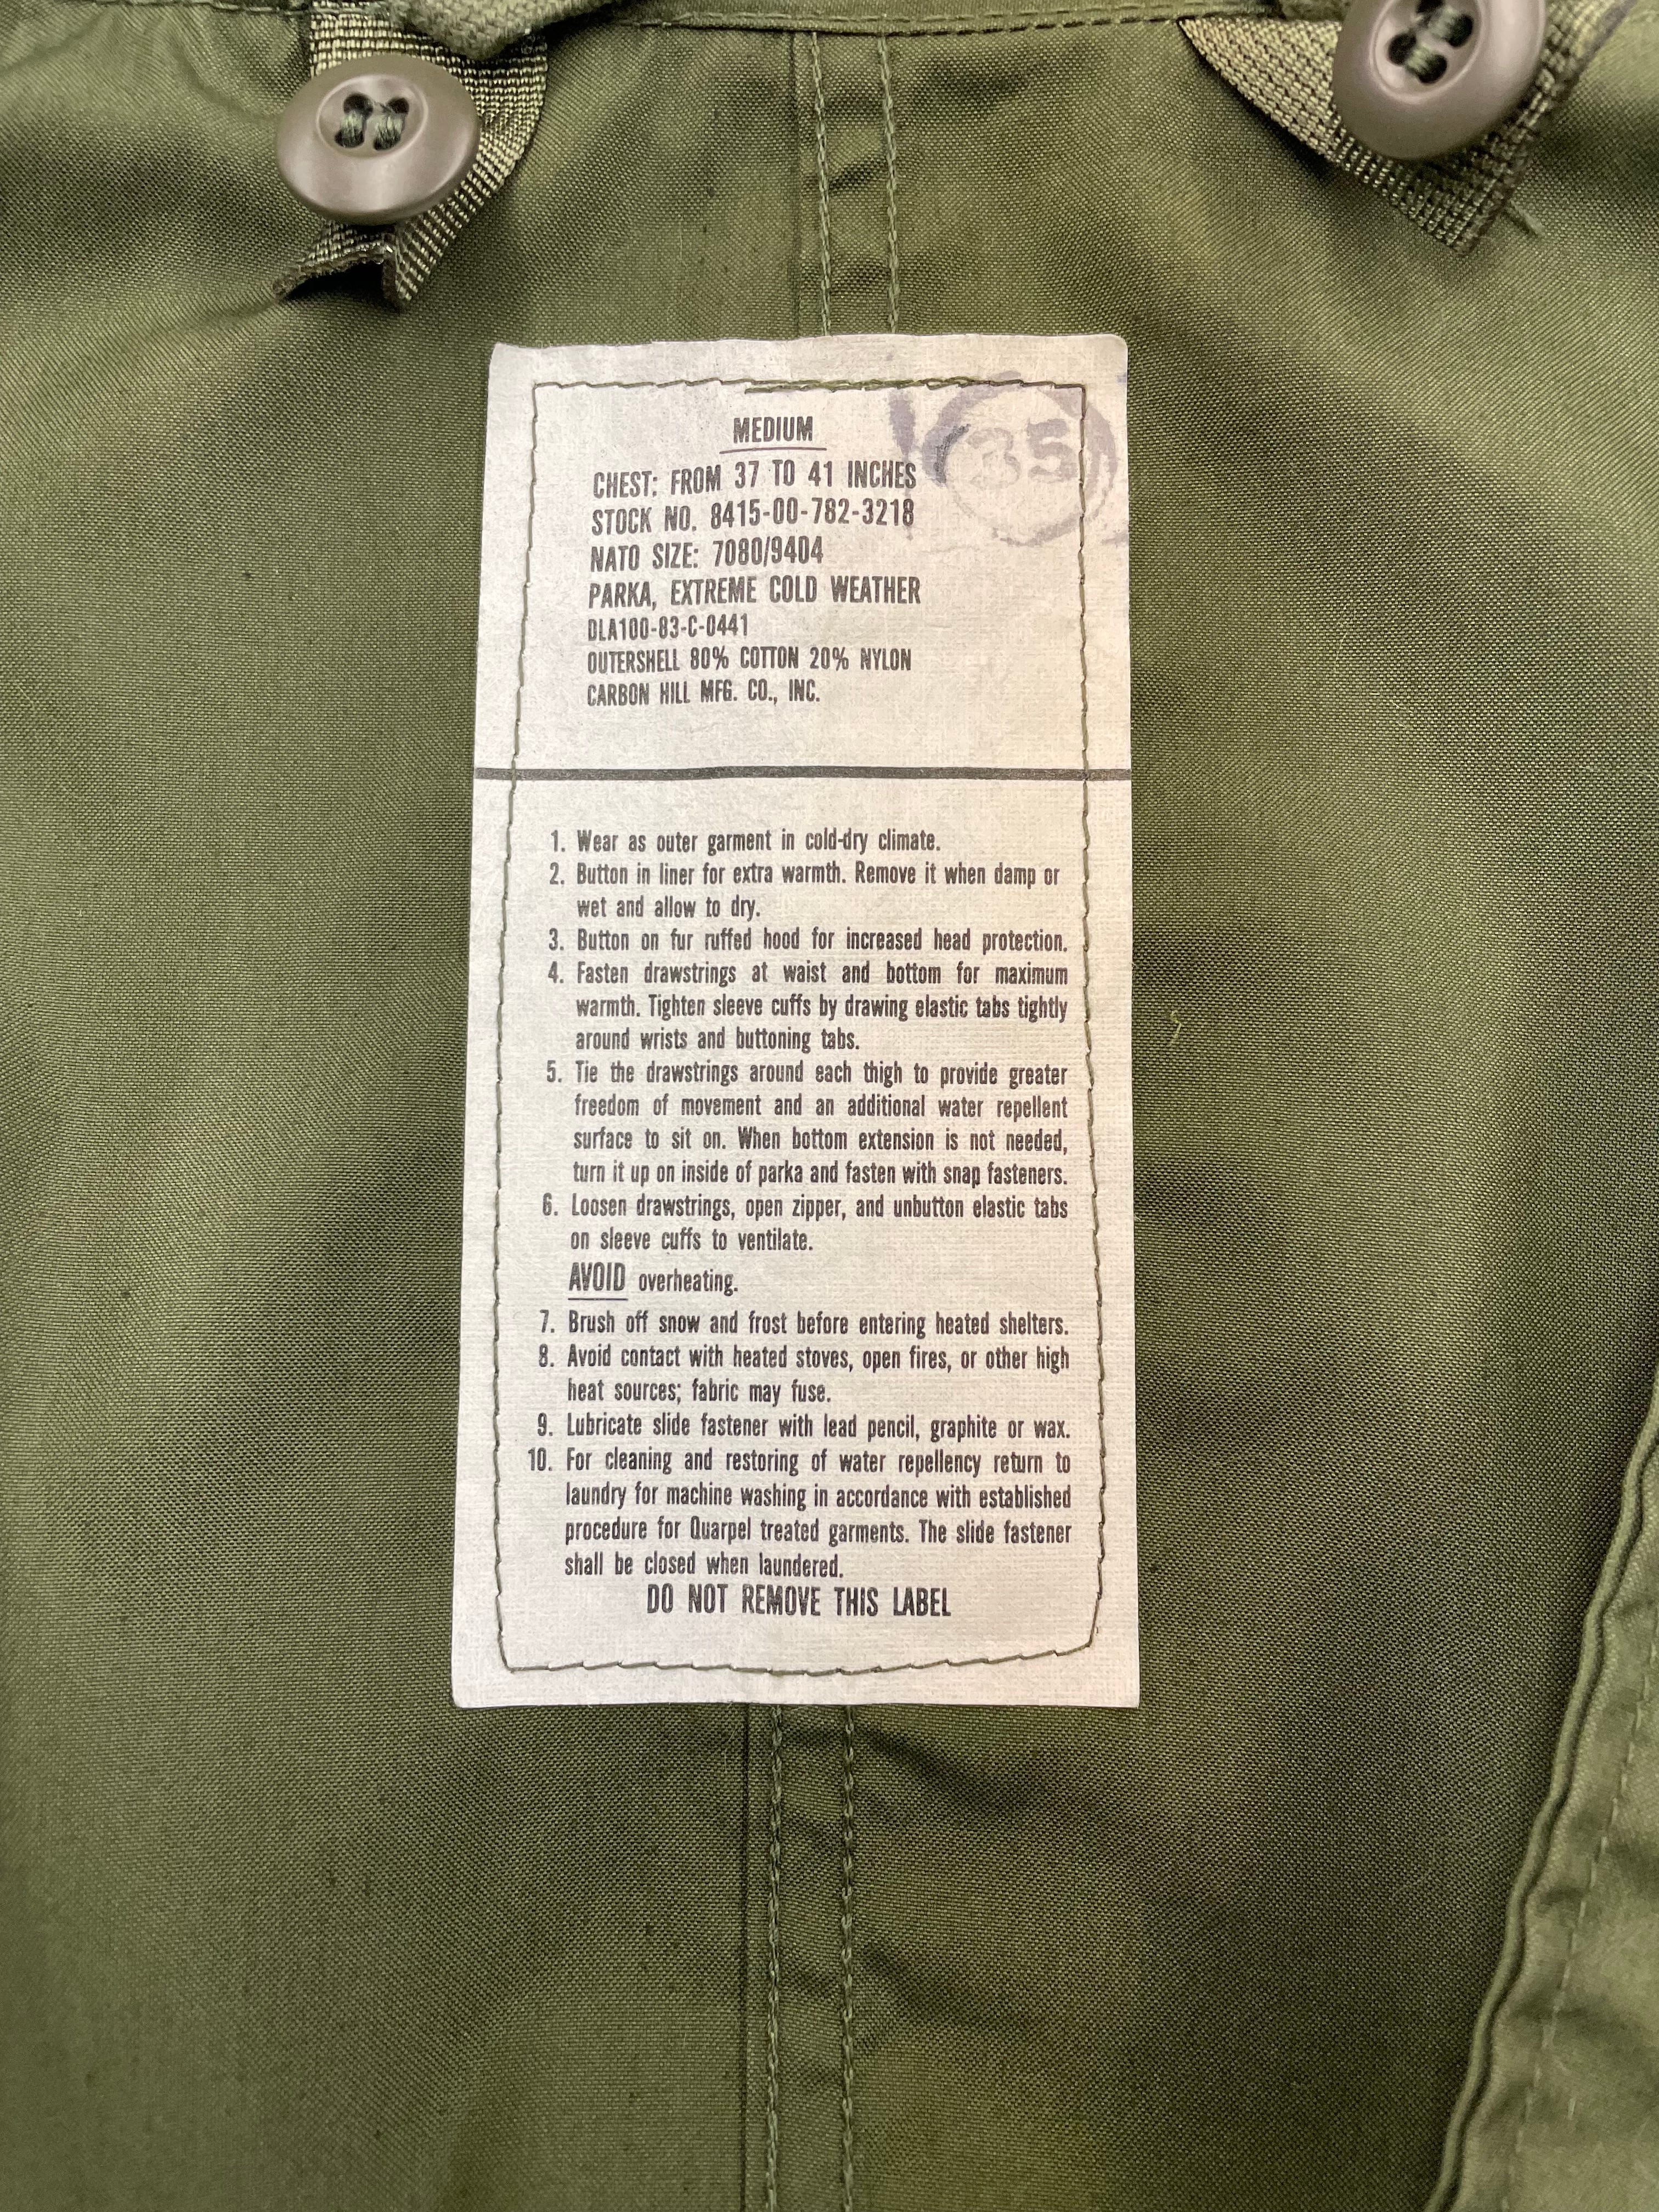 MEDIUM
35
CHEST: FROM 37 TO 41 INCHES
STOCK NO. 8415-00-782-3218
NATO SIZE: 7080/9404
PARKA, EXTREME COLD WEATHER
DLA100-83-C-0441
OUTERSHELL 80% COTTON 20% NYLON
CARBON HILL MFG. CO., INC.
1. Wear as outer garment in cold-dry climate.
2. Button in liner for extra warmth. Remove it when damp or
wet and allow to dry.
3. Button on fur ruffed hood for increased head protection.
4. Fasten drawstrings at waist and bottom for maximum
warmth. Tighten sleeve cuffs by drawing elastic tabs tightly
around wrists and buttoning tabs.
5. Tie the drawstrings around each thigh to provide greater
freedom of movement and an additional water repellent
surface to sit on. When bottom extension is not needed,
turn it up on inside of parka and fasten with snap fasteners.
6. Loosen drawstrings, open zipper, and unbutton elastic tabs
on sleeve cuffs to ventilate.
AVOID overheating.
7. Brush off snow and frost before entering heated shelters.
8. Avoid contact with heated stoves, open fires, or other high
heat sources; fabric may fuse.
9. Lubricate slide fastener with lead pencil, graphite or wax.
10. For cleaning and restoring of water repellency return to
laundry for machine washing in accordance with established
procedure for Quarpel treated garments. The slide fastener
shall be closed when laundered.
DO NOT REMOVE THIS LABEL